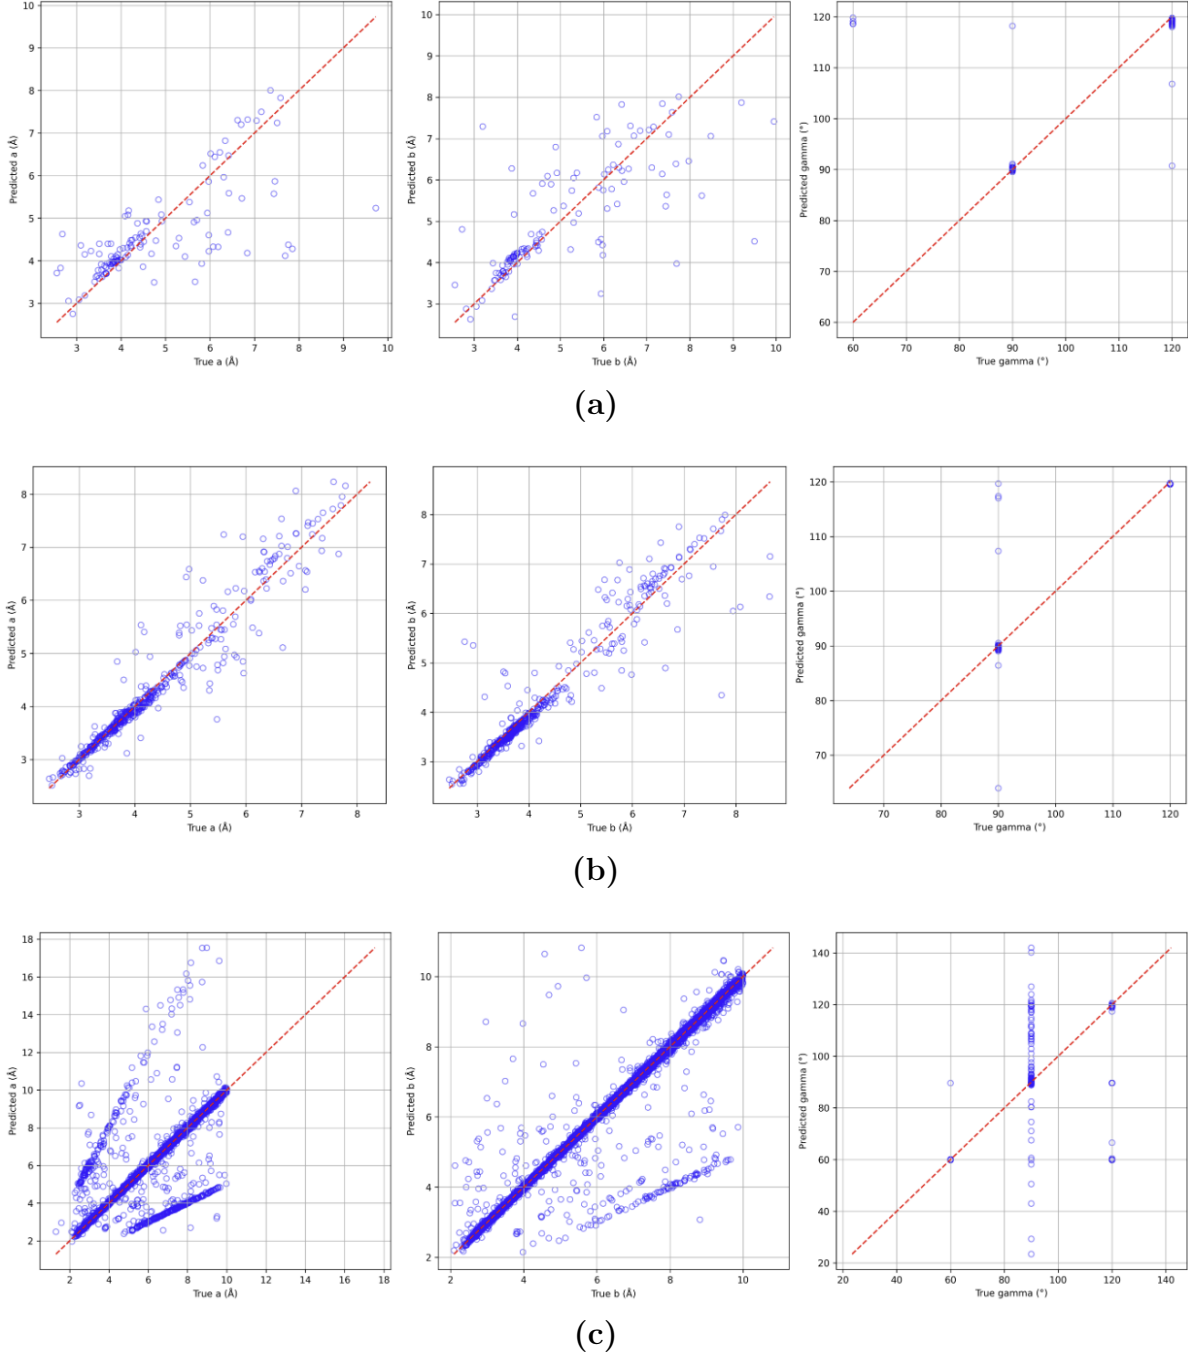 10
9
8
7
6
5
4
3
Predicted a (Å)
3 4 5 6 7 8 9 10
True a (Å)
10
9
8
7
6
5
4
3
Predicted b (Å)
3 4 5 6 7 8 9 10
True b (Å)
120
110
100
90
80
70
60
Predicted gamma (°)
60 70 80 90 100 110 120
True gamma (°)
(a)
8
7
6
5
4
3
Predicted a (Å)
3 4 5 6 7 8
True a (Å)
8
7
6
5
4
3
Predicted b (Å)
3 4 5 6 7 8
True b (Å)
120
110
100
90
80
70
Predicted gamma (°)
70 80 90 100 110 120
True gamma (°)
(b)
18
16
14
12
10
8
6
4
2
Predicted a (Å)
2 4 6 8 10 12 14 16 18
True a (Å)
10
8
6
4
2
Predicted b (Å)
2 4 6 8 10
True b (Å)
140
120
100
80
60
40
20
Predicted gamma (°)
20 40 60 80 100 120 140
True gamma (°)
(c)